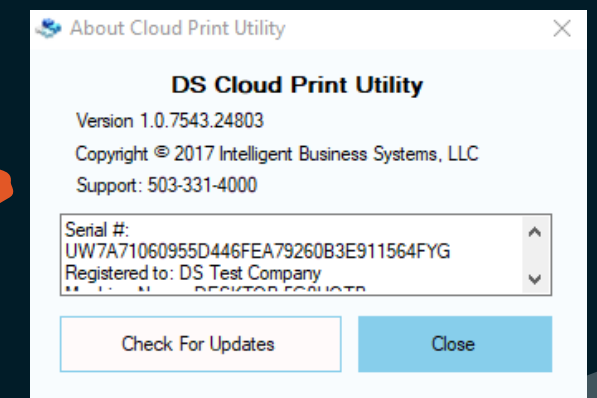 About Cloud Print Utility
DS Cloud Print Utility
Version 1.0.7543.24803
Copyright © 2017 Intelligent Business Systems, LLC
Support: 503-331-4000
Serial #:
UW7A71060955D446FEA79260B3E911564FYG
Registered to: DS Test Company
Check For Updates
Close